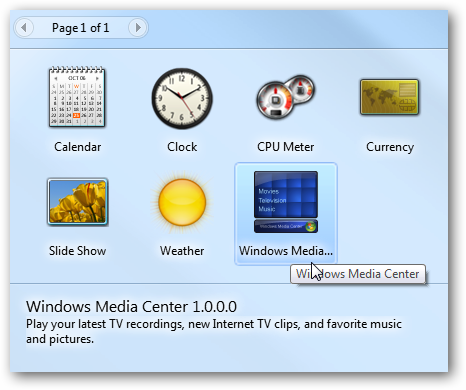 Page 1 of 1
OCT 06
Calendar
Clock
CPU Meter
Currency
Movies
Television
Music
Windows Media Center
Slide Show
Weather
Windows Media...
Windows Media Center
Windows Media Center 1.0.0.0
Play your latest TV recordings, new Internet TV clips, and favorite music
and pictures.